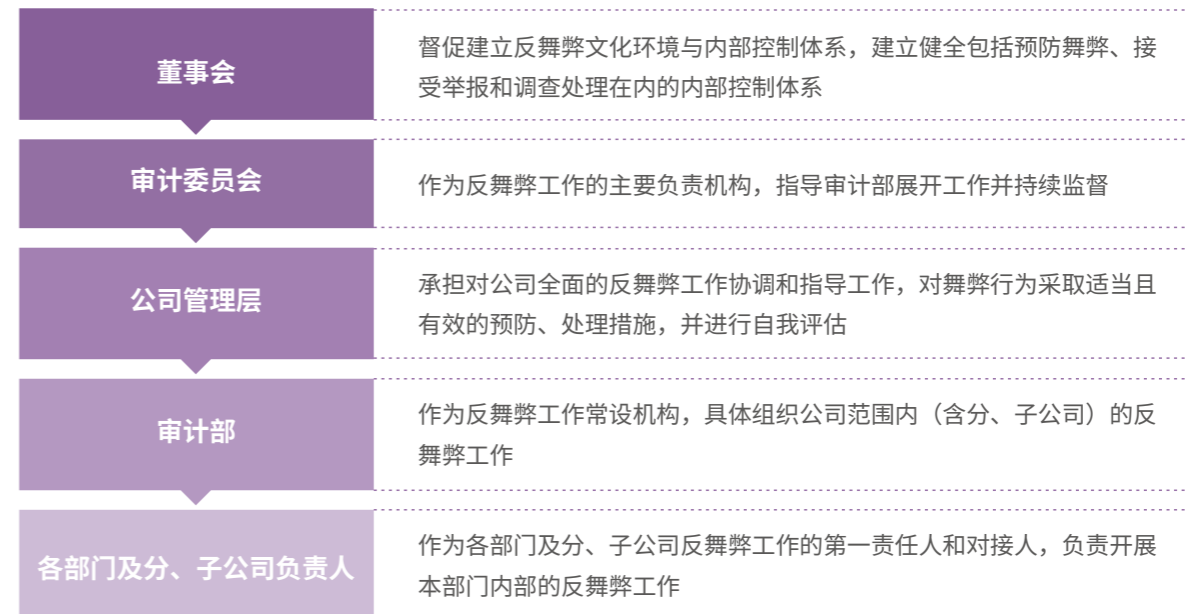 董事会
督促建立反舞弊文化环境与内部控制体系，建立健全包括预防舞弊、接
受举报和调查处理在内的内部控制体系
审计委员会
作为反舞弊工作的主要负责机构，指导审计部展开工作并持续监督
公司管理层
承担对公司全面的反舞弊工作协调和指导工作，对舞弊行为采取适当且
有效的预防、处理措施，并进行自我评估
审计部
作为反舞弊工作常设机构，具体组织公司范围内（含分、子公司）的反
舞弊工作
各部门及分、子公司负责人
作为各部门及分、子公司反舞弊工作的第一责任人和对接人，负责开展
本部门内部的反舞弊工作